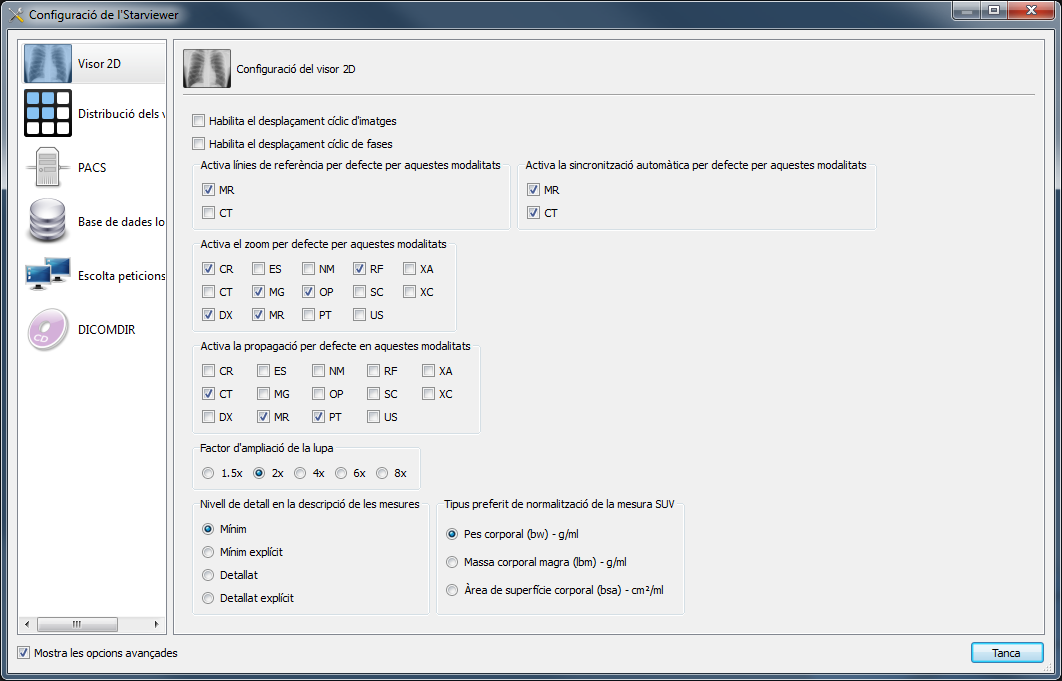 Configuració de l'Starviewer
Visor 2D
Distribució dels v
PACS
Base de dades lo
Escolta peticions
DICOMDIR
Configuració del visor 2D
Habilita el desplaçament cíclic d'imatges
Habilita el desplaçament cíclic de fases
Activa línies de referència per defecte per aquestes modalitats
MR
CT
Activa la sincronització automàtica per defecte per aquestes modalitats
MR
CT
Activa el zoom per defecte per aquestes modalitats
CR ES NM RF XA
CT MG OP SC XC
DX MR PT US
Activa la propagació per defecte en aquestes modalitats
CR ES NM RF XA
CT MG OP SC XC
DX MR PT US
Factor d'ampliació de la lupa
1.5x 2x 4x 6x 8x
Nivell de detall en la descripció de les mesures
Mínim
Mínim explícit
Detallat
Detallat explícit
Tipus preferit de normalització de la mesura SUV
Pes corporal (bw) - g/ml
Massa corporal magra (lbm) - g/ml
Àrea de superfície corporal (bsa) - cm²/ml
Mostra les opcions avançades
Tanca
CD